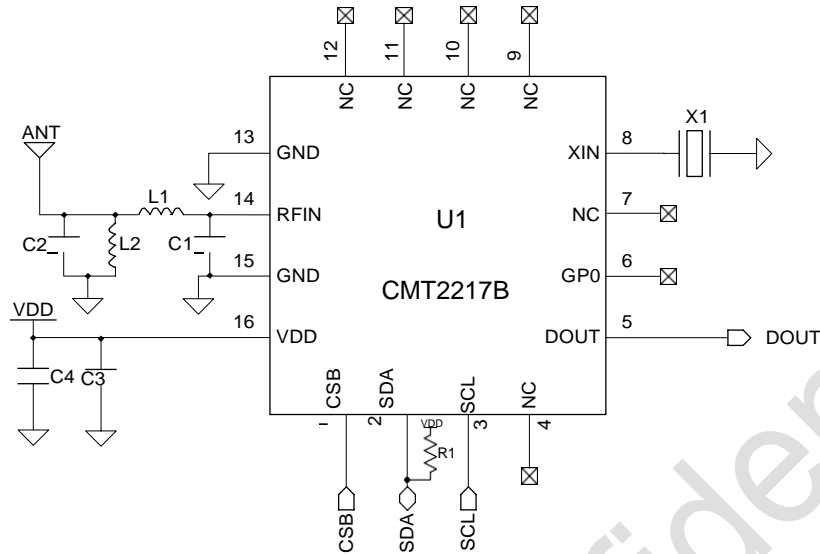 12
11
10
9
NC
NC
NC
NC
X1
ANT
13
GND
XIN
8
L1
14
RFIN
U1
NC
7
C2
L2
C1
15
GND
GP0
6
CMT2217B
VDD
16
VDD
DOUT
5
DOUT
C4
C3
CSB
SDA
SCL
NC
1
2
VDD
3
4
R1
CSB
SDA
SCL